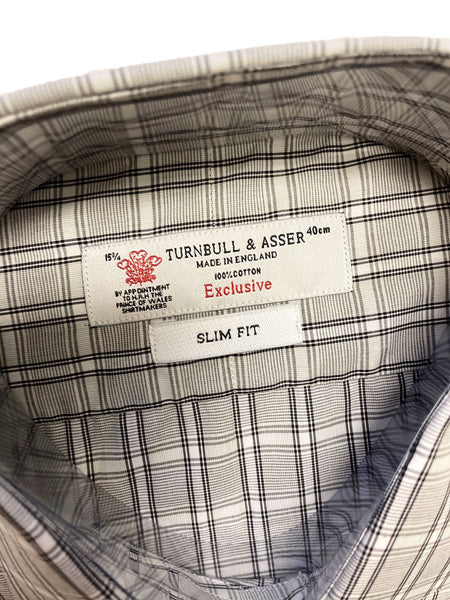 15¾
TURNBULL & ASSER 40cm
MADE IN ENGLAND
100% COTTON
Exclusive
BY APPOINTMENT
TO H.R.H THE
PRINCE OF WALES
SHIRTMAKERS
SLIM FIT